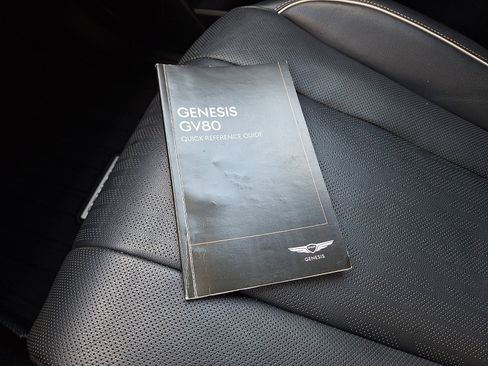 GENESIS
GV80
QUICK REFERENCE GUIDE
GENESIS